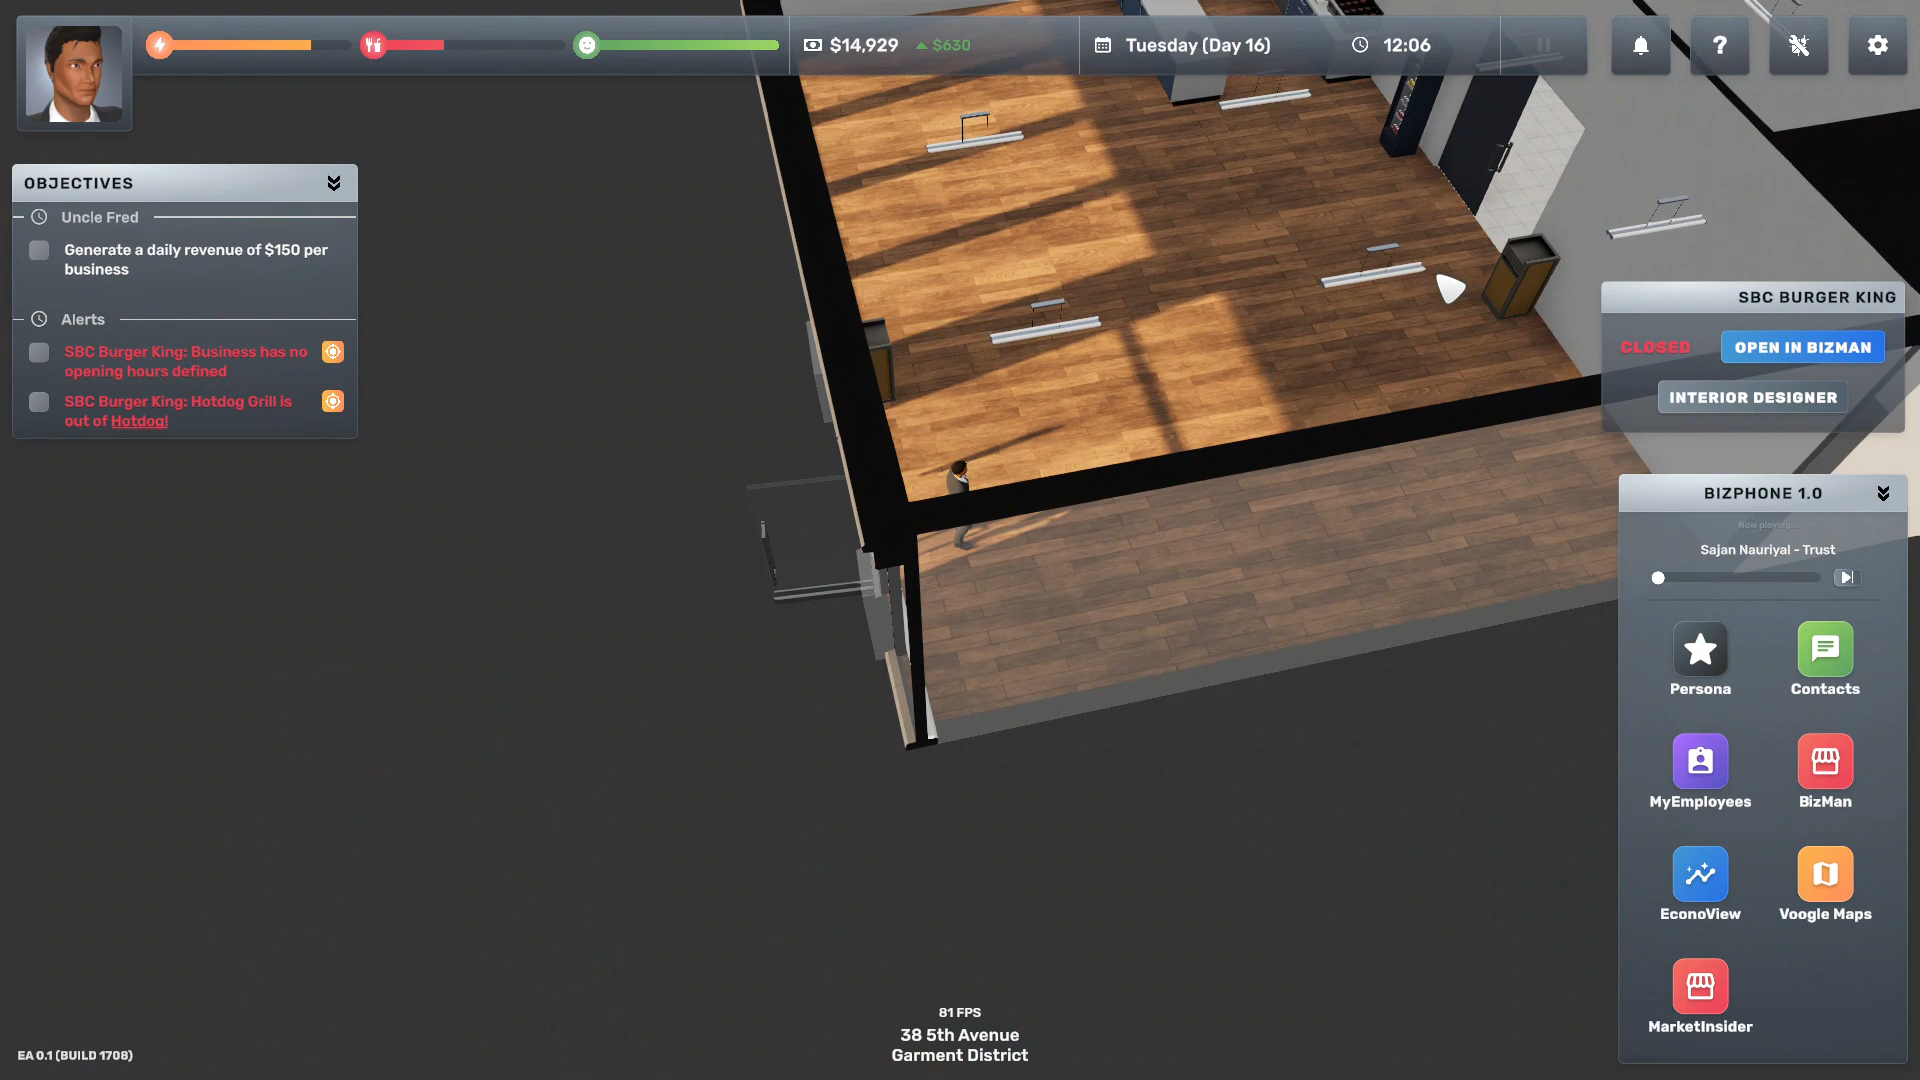 $14,929
$630
Tuesday (Day 16)
12:06
?
OBJECTIVES
Uncle Fred
Generate a daily revenue of $150 per
business
Alerts
SBC Burger King: Business has no
opening hours defined
SBC Burger King: Hotdog Grill is
out of Hotdog!
SBC BURGER KING
CLOSED
OPEN IN BIZMAN
INTERIOR DESIGNER
BIZPHONE 1.0
Now playing...
Sajan Nauriyal - Trust
Persona
Contacts
MyEmployees
BizMan
EconoView
Voogle Maps
MarketInsider
81 FPS
38 5th Avenue
Garment District
EA 0.1 (BUILD 1708)